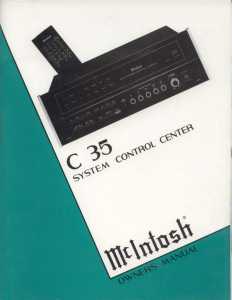 C 35
SYSTEM CONTROL CENTER
McIntosh
OWNER'S MANUAL